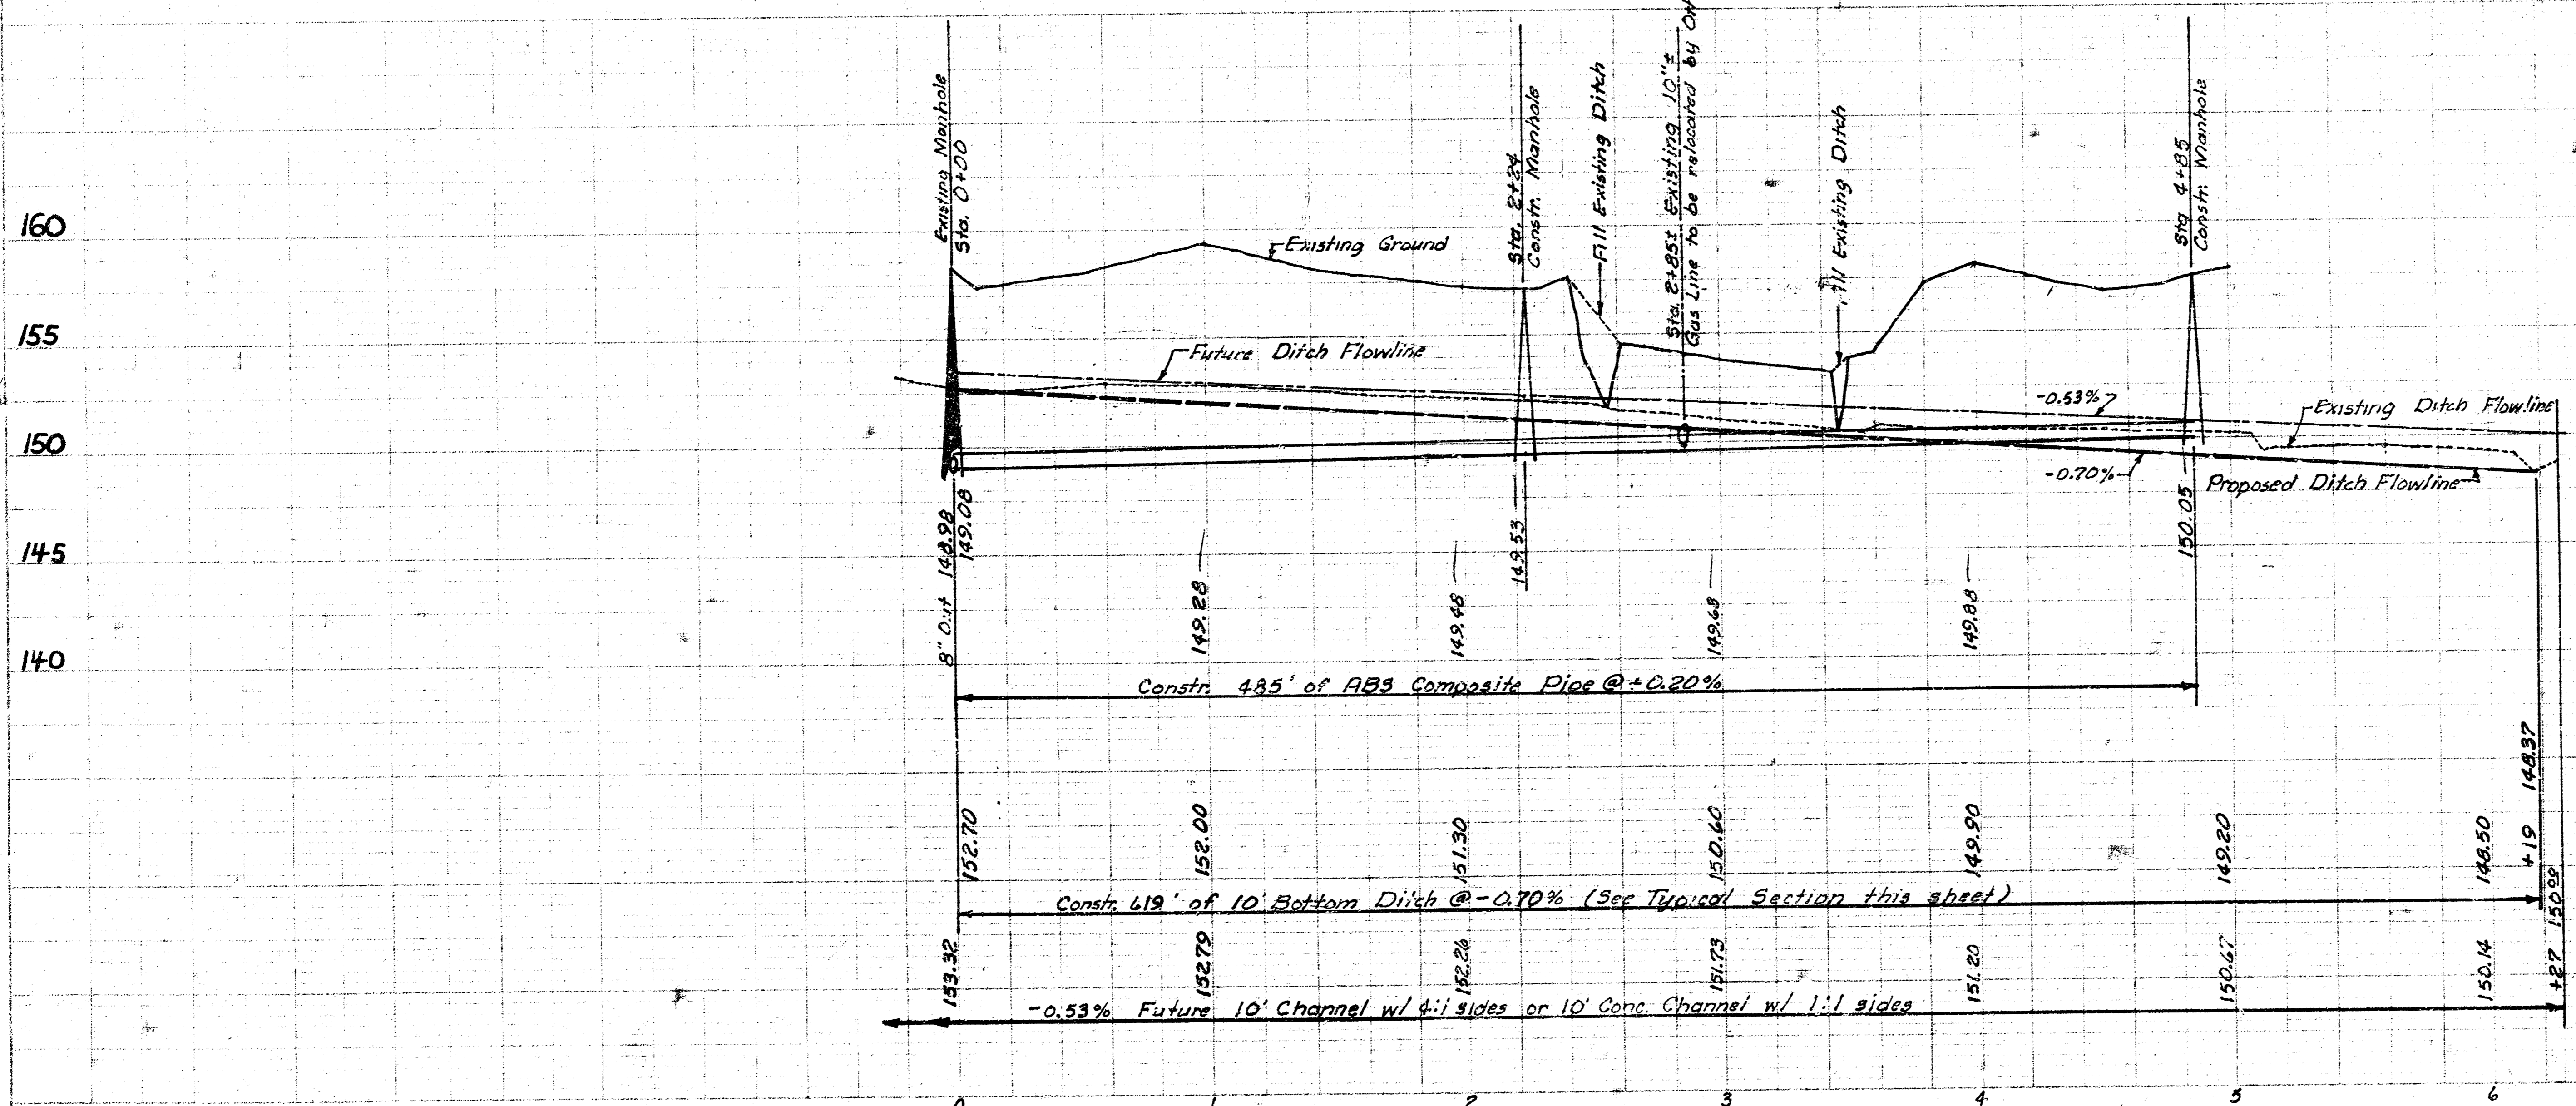 Existing Manhole
Sta. 0+00
Sta. 2+24
Constr. Manhole
Fill Existing Ditch
Sta. 2+85± Existing 10"±
Gas Line to be relocated by
Fill Existing Ditch
Sta 4+85
Constr. Manhole
160
Existing Ground
155
Future Ditch Flowline
-0.53%
Existing Ditch Flowline
150
-0.70%
Proposed Ditch Flowline
145
8" Out 148.98
149.08
149.28
149.48
149.53
149.68
149.88
150.05
140
Constr. 485' of ABS Composite Pipe @ +0.20%
152.70
152.00
151.30
150.60
149.90
149.20
148.50
+19 148.37
Constr. 619' of 10' Bottom Ditch @ -0.70% (See Typical Section this sheet)
153.32
152.79
152.26
151.73
151.20
150.67
150.14
+27 150.00
-0.53% Future 10' Channel w/ 4:1 sides or 10' Conc. Channel w/ 1:1 sides
0 1 2 3 4 5 6